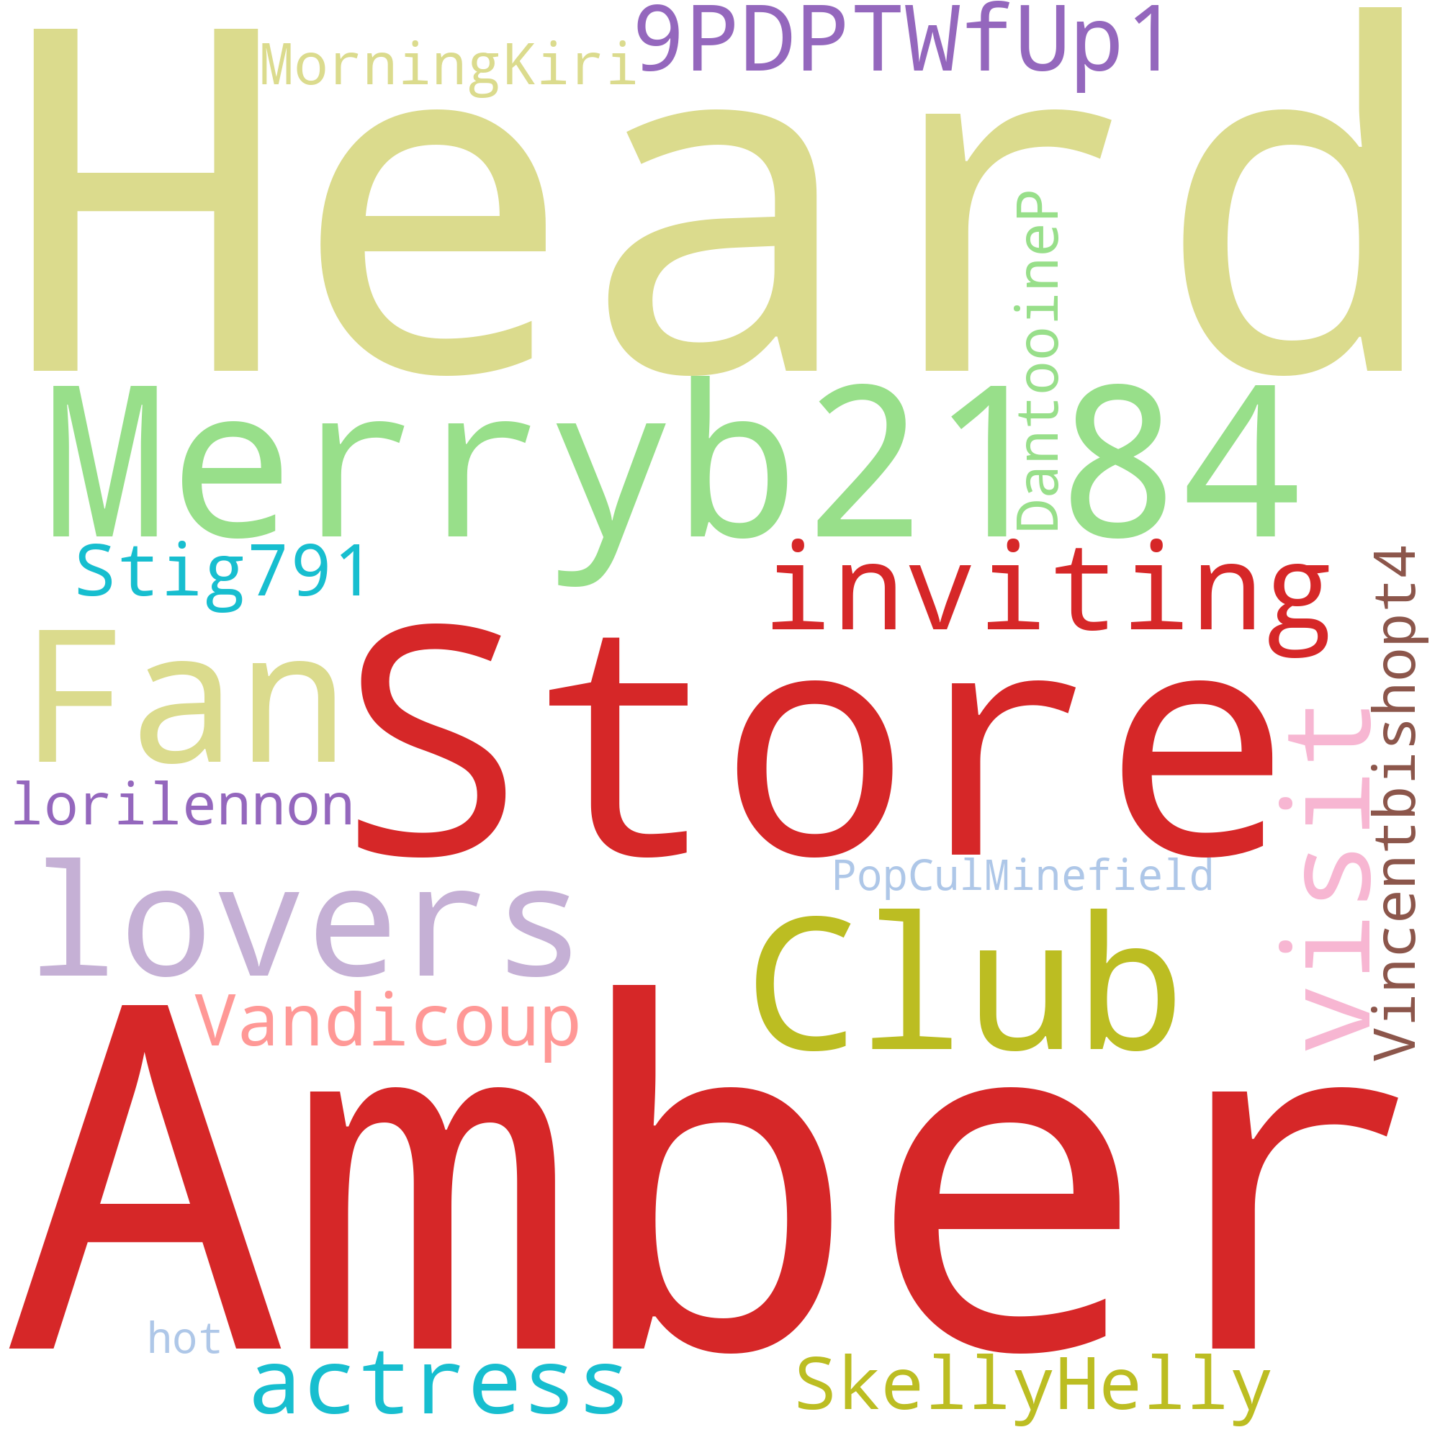 9PDPTWfUp1
MorningKiri
Heard
DantooineP
Merryb2184
Stig791
inviting
Fan
Store
Vincentbishopt4
visit
lorilennon
lovers
PopCulMinefield
Club
Vandicoup
Amber
hot
actress
SkellyHelly